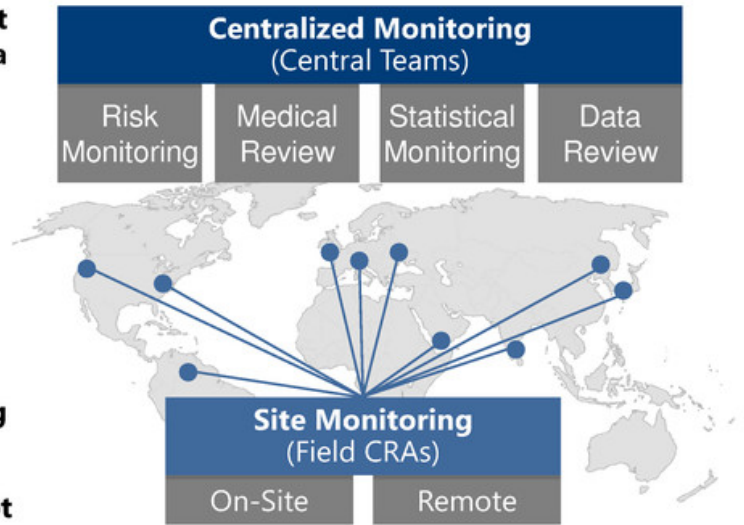 t
a
Centralized Monitoring
(Central Teams)
Risk
Monitoring
Medical
Review
Statistical
Monitoring
Data
Review
g
t
Site Monitoring
(Field CRAs)
On-Site
Remote